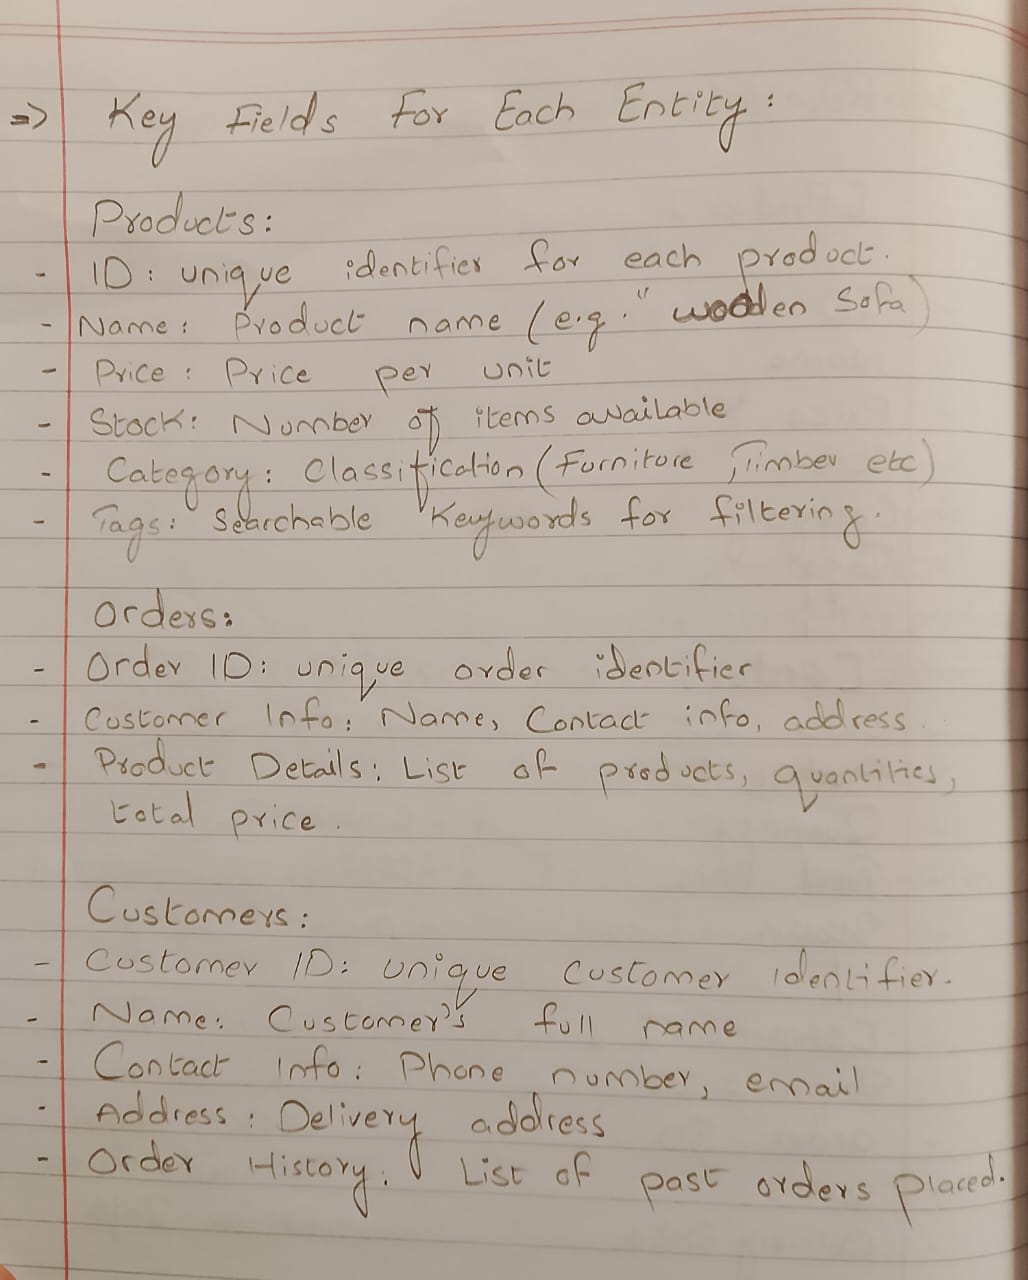 => Key Fields For Each Entity:
Products:
- ID: unique identifier for each product.
- Name: Product name (e.g. "wooden Sofa)
- Price: Price per unit
- Stock: Number of items available
- Category: Classification (Furniture, Timber etc)
- Tags: Searchable Keywords for filtering.
Orders:
- Order ID: unique order identifier
- Customer Info: Name, Contact info, address.
- Product Details: List of products, quantities,
total price.
Customers:
- Customer ID: unique customer identifier.
- Name: Customer's full name
- Contact Info: Phone number, email
- Address: Delivery address
- Order History: List of past orders placed.